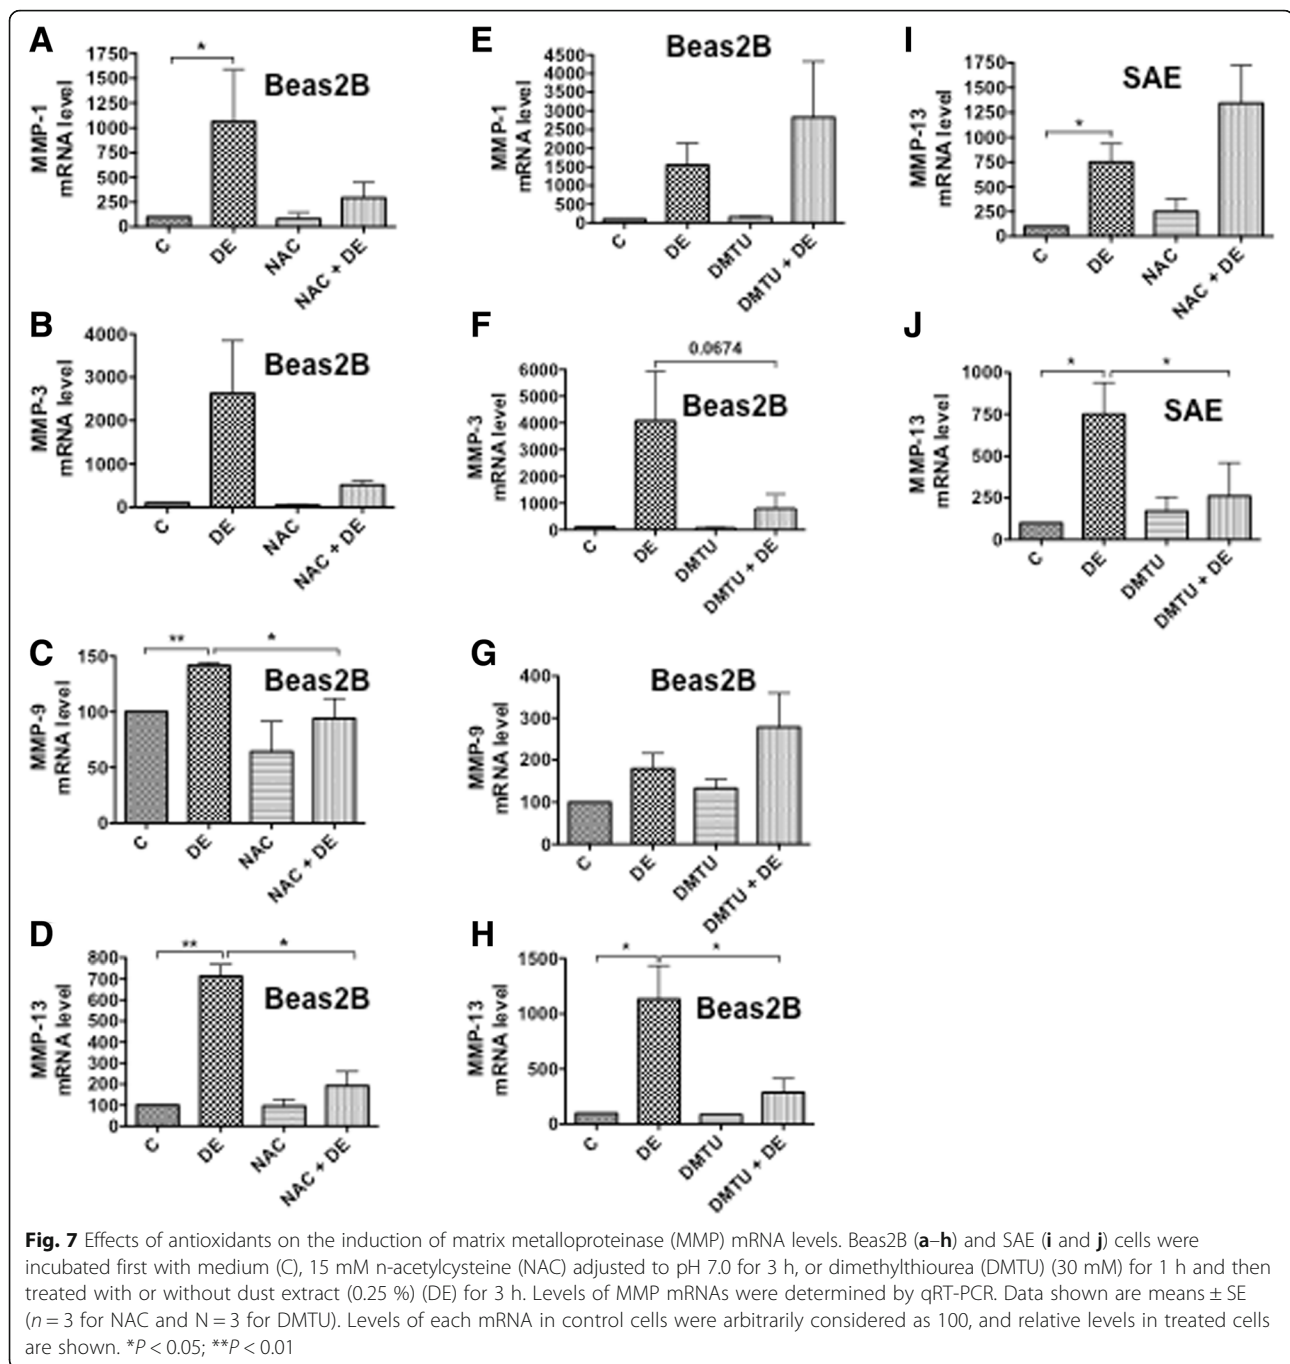 A
MMP-1
mRNA level
1750
1500
1250
1000
750
500
250
0
*
Beas2B
C
DE
NAC
NAC + DE
E
MMP-1
mRNA level
4500
4000
3500
3000
2500
2000
1500
1000
500
0
Beas2B
C
DE
DMTU
DMTU + DE
I
MMP-13
mRNA level
1750
1500
1250
1000
750
500
250
0
*
SAE
C
DE
NAC
NAC + DE
B
MMP-3
mRNA level
4000
3000
2000
1000
0
Beas2B
C
DE
NAC
NAC + DE
F
MMP-3
mRNA level
6000
5000
4000
3000
2000
1000
0
0.0674
Beas2B
C
DE
DMTU
DMTU + DE
J
MMP-13
mRNA level
1000
750
500
250
0
*
*
SAE
C
DE
DMTU
DMTU + DE
C
MMP-9
mRNA level
150
100
50
0
**
*
Beas2B
C
DE
NAC
NAC + DE
G
MMP-9
mRNA level
400
300
200
100
0
Beas2B
C
DE
DMTU
DMTU + DE
D
MMP-13
mRNA level
800
700
600
500
400
300
200
100
0
**
*
Beas2B
C
DE
NAC
NAC + DE
H
MMP-13
mRNA level
1500
1000
500
0
*
*
Beas2B
C
DE
DMTU
DMTU + DE
Fig. 7 Effects of antioxidants on the induction of matrix metalloproteinase (MMP) mRNA levels. Beas2B (a–h) and SAE (i and j) cells were
incubated first with medium (C), 15 mM n-acetylcysteine (NAC) adjusted to pH 7.0 for 3 h, or dimethylthiourea (DMTU) (30 mM) for 1 h and then
treated with or without dust extract (0.25 %) (DE) for 3 h. Levels of MMP mRNAs were determined by qRT-PCR. Data shown are means ± SE
(n = 3 for NAC and N = 3 for DMTU). Levels of each mRNA in control cells were arbitrarily considered as 100, and relative levels in treated cells
are shown. *P < 0.05; **P < 0.01